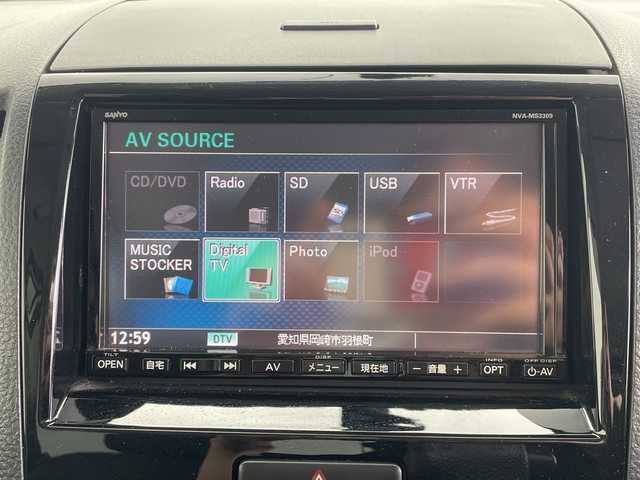 SANYO
NVA-MS3309
AV SOURCE
CD/DVD
Radio
SD
USB
VTR
MUSIC STOCKER
Digital TV
Photo
iPod
12:59
DTV
愛知県岡崎市羽根町
TILT
OPEN
自宅
AV
DISP
メニュー
現在地
－ 音量 ＋
INFO
OPT
OFF DISP
AV